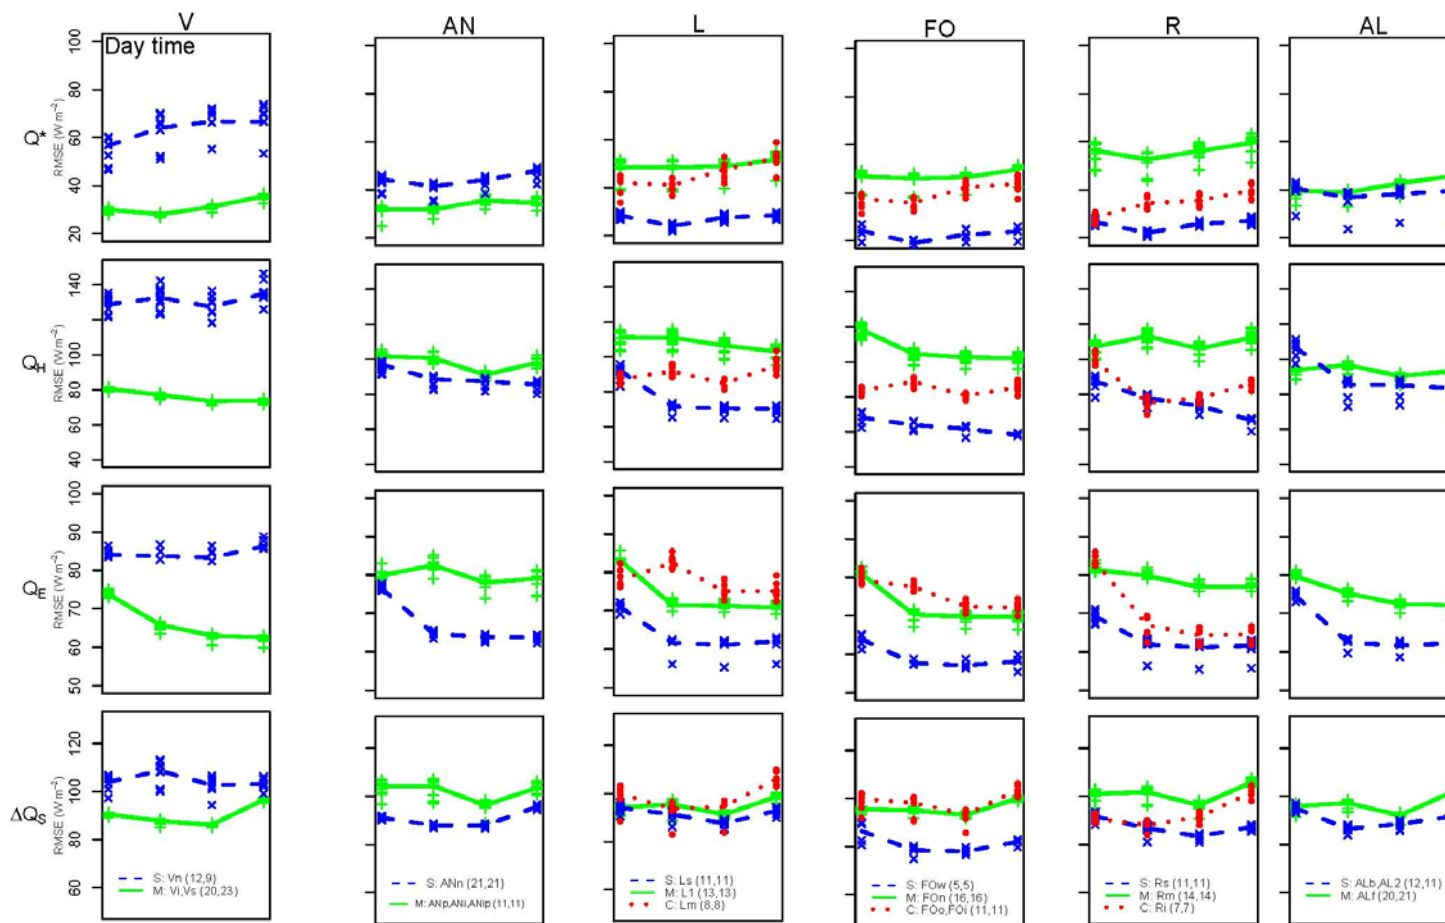 V AN L FO R AL
Day time
Q*
RMSE (W m⁻²)
100
80
60
40
20
Q_H
RMSE (W m⁻²)
140
100
80
60
40
Q_E
RMSE (W m⁻²)
100
90
80
70
60
50
ΔQ_S
RMSE (W m⁻²)
120
100
80
60
S: Vn (12,9)
M: Vi,Vs (20,23)
S: ANn (21,21)
M: ANp,ANi,ANip (11,11)
S: Ls (11,11)
M: L1 (13,13)
C: Lm (8,8)
S: FOw (5,5)
M: FOn (16,16)
C: FOo,FOi (11,11)
S: Rs (11,11)
M: Rm (14,14)
C: Ri (7,7)
S: ALb,AL2 (12,11)
M: ALf (20,21)